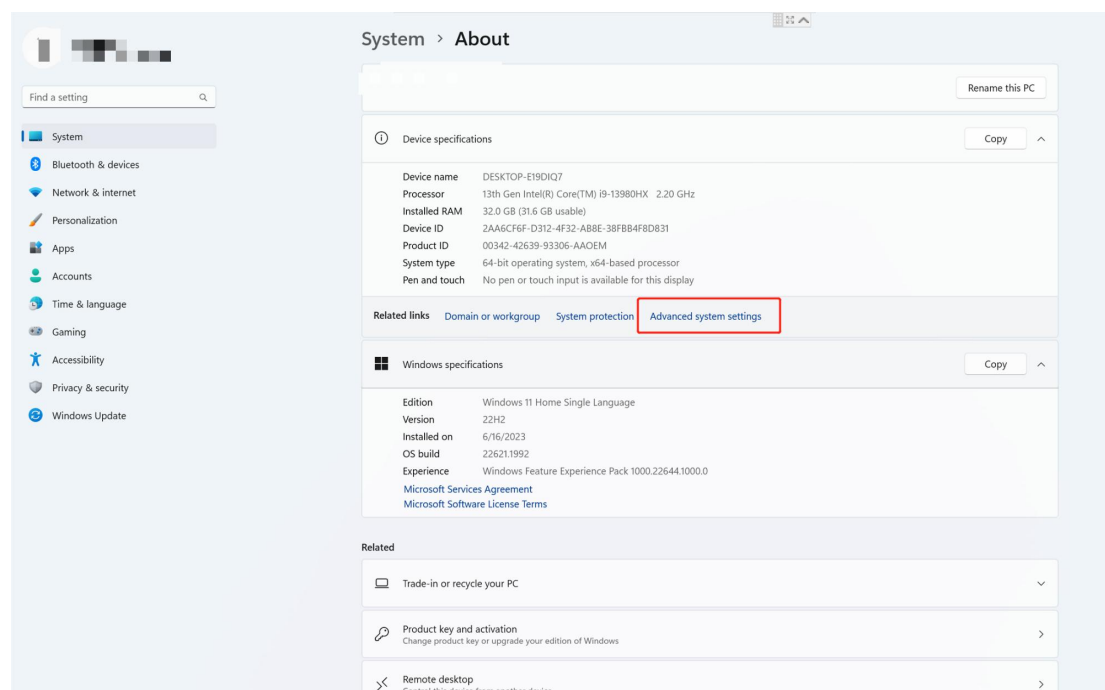 System > About
Rename this PC
Find a setting
System
Bluetooth & devices
Network & internet
Personalization
Apps
Accounts
Time & language
Gaming
Accessibility
Privacy & security
Windows Update
Device specifications
Copy
Device name DESKTOP-E19DIQ7
Processor 13th Gen Intel(R) Core(TM) i9-13980HX 2.20 GHz
Installed RAM 32.0 GB (31.6 GB usable)
Device ID 2AA6CF6F-D312-4F32-AB8E-38FBB4F8D831
Product ID 00342-42639-93306-AAOEM
System type 64-bit operating system, x64-based processor
Pen and touch No pen or touch input is available for this display
Related links Domain or workgroup System protection Advanced system settings
Windows specifications
Copy
Edition Windows 11 Home Single Language
Version 22H2
Installed on 6/16/2023
OS build 22621.1992
Experience Windows Feature Experience Pack 1000.22644.1000.0
Microsoft Services Agreement
Microsoft Software License Terms
Related
Trade-in or recycle your PC
Product key and activation
Change product key or upgrade your edition of Windows
Remote desktop
Control this device from another device